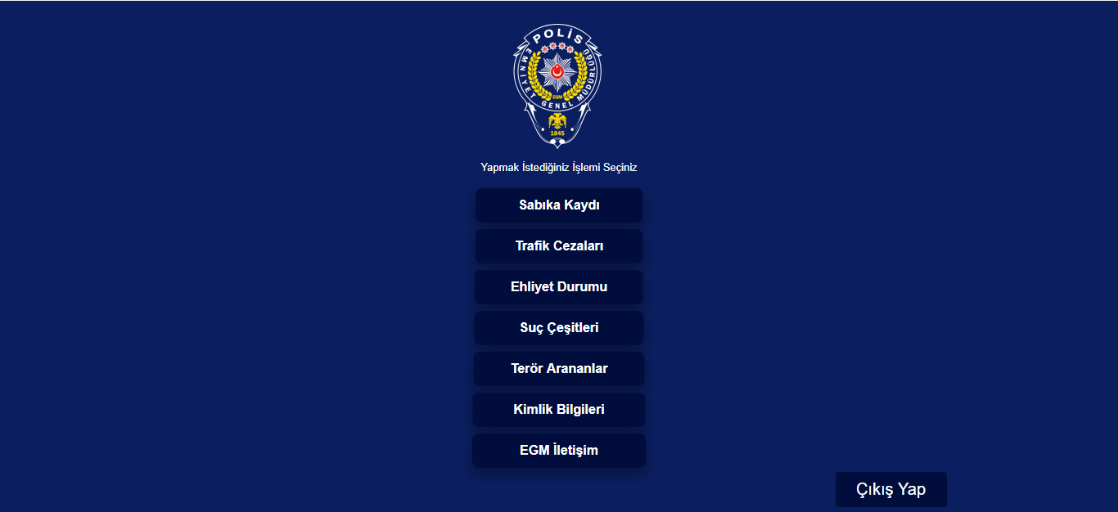 POLİS
EMNİYET GENEL MÜDÜRLÜĞÜ
EGM
1845
Yapmak İstediğiniz İşlemi Seçiniz
Sabıka Kaydı
Trafik Cezaları
Ehliyet Durumu
Suç Çeşitleri
Terör Arananlar
Kimlik Bilgileri
EGM İletişim
Çıkış Yap